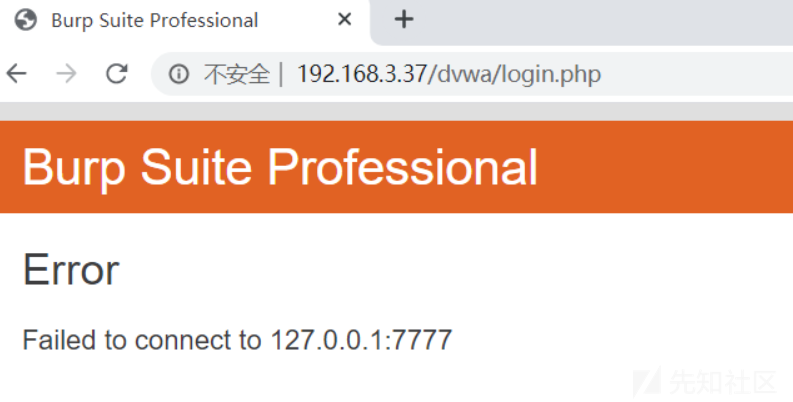 Burp Suite Professional
不安全 | 192.168.3.37/dvwa/login.php
Burp Suite Professional
Error
Failed to connect to 127.0.0.1:7777
先知社区